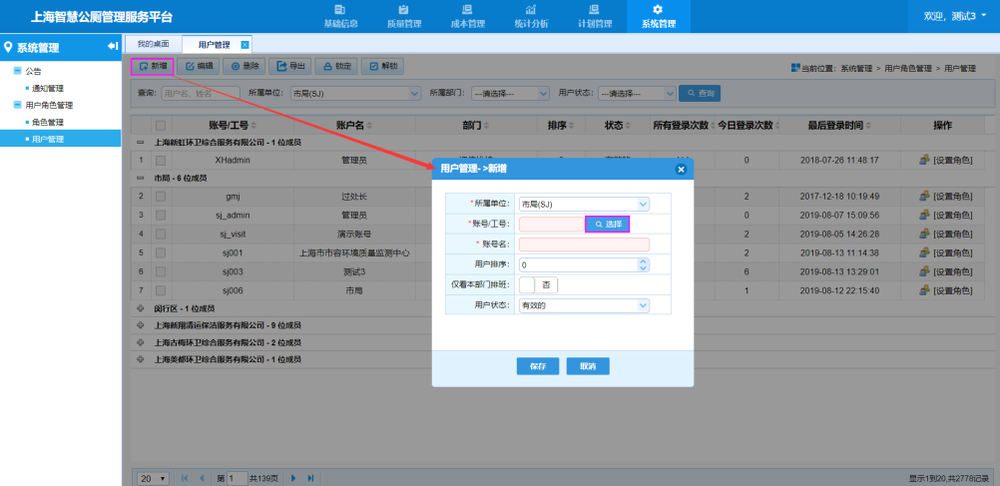 上海智慧公厕管理服务平台
基础信息 质量管理 成本管理 统计分析 计划管理 系统管理
欢迎, 测试3
系统管理
我的桌面 用户管理
公告
通知管理
用户角色管理
角色管理
用户管理
新增 编辑 删除 导出 锁定 解锁
当前位置: 系统管理 > 用户角色管理 > 用户管理
查询: 用户名、姓名 所属单位: 市局(SJ) 所属部门: ---请选择--- 用户状态: ---请选择--- 查询
账号/工号 账户名 部门 排序 状态 所有登录次数 今日登录次数 最后登录时间 操作
上海新虹环卫综合服务有限公司 - 1 位成员
1 XHadmin 管理员 0 2018-07-26 11:48:17 [设置角色]
市局 - 6 位成员
2 gmj 过处长 2 2017-12-18 10:19:49 [设置角色]
3 sj_admin 管理员 0 2019-08-07 15:09:56 [设置角色]
4 sj_visit 演示账号 2 2019-08-05 14:26:28 [设置角色]
5 sj001 上海市市容环境质量监测中心 2 2019-08-13 11:14:38 [设置角色]
6 sj003 测试3 6 2019-08-13 13:29:01 [设置角色]
7 sj006 市局 1 2019-08-12 22:15:40 [设置角色]
闵行区 - 1 位成员
上海新翔清运保洁服务有限公司 - 9 位成员
上海古梅环卫综合服务有限公司 - 2 位成员
上海美都环卫综合服务有限公司 - 1 位成员
用户管理->新增
*所属单位: 市局(SJ)
*账号/工号: 选择
* 账号名:
用户排序: 0
仅看本部门排班: 否
用户状态: 有效的
保存 取消
20 第 1 共139页
显示1到20,共2778记录